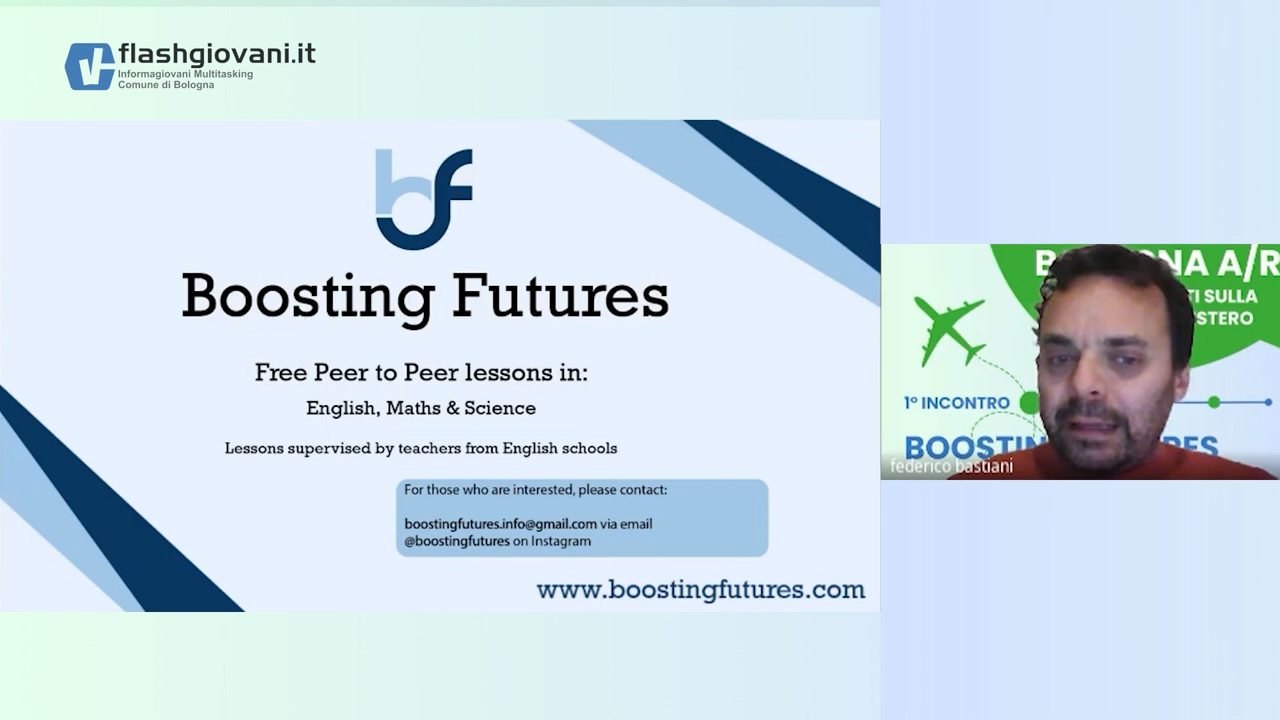 flashgiovani.it
Informagiovani Multitasking
Comune di Bologna
bf
Boosting Futures
Free Peer to Peer lessons in:
English, Maths & Science
Lessons supervised by teachers from English schools
For those who are interested, please contact:
boostingfutures.info@gmail.com via email
@boostingfutures on Instagram
www.boostingfutures.com
A/R
SULLA
1º INCONTRO
federico bastiani